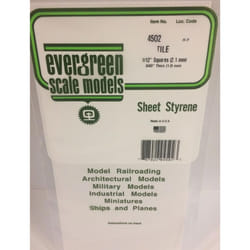 Item No. Loc. Code
4502
TILE
1/12" Squares (2.1 mm)
.040" Thick (1.0 mm)
evergreen
scale models
Sheet Styrene
Made in U.S.A.
Model Railroading
Architectural Models
Military Models
Industrial Models
Miniatures
Ships and Planes